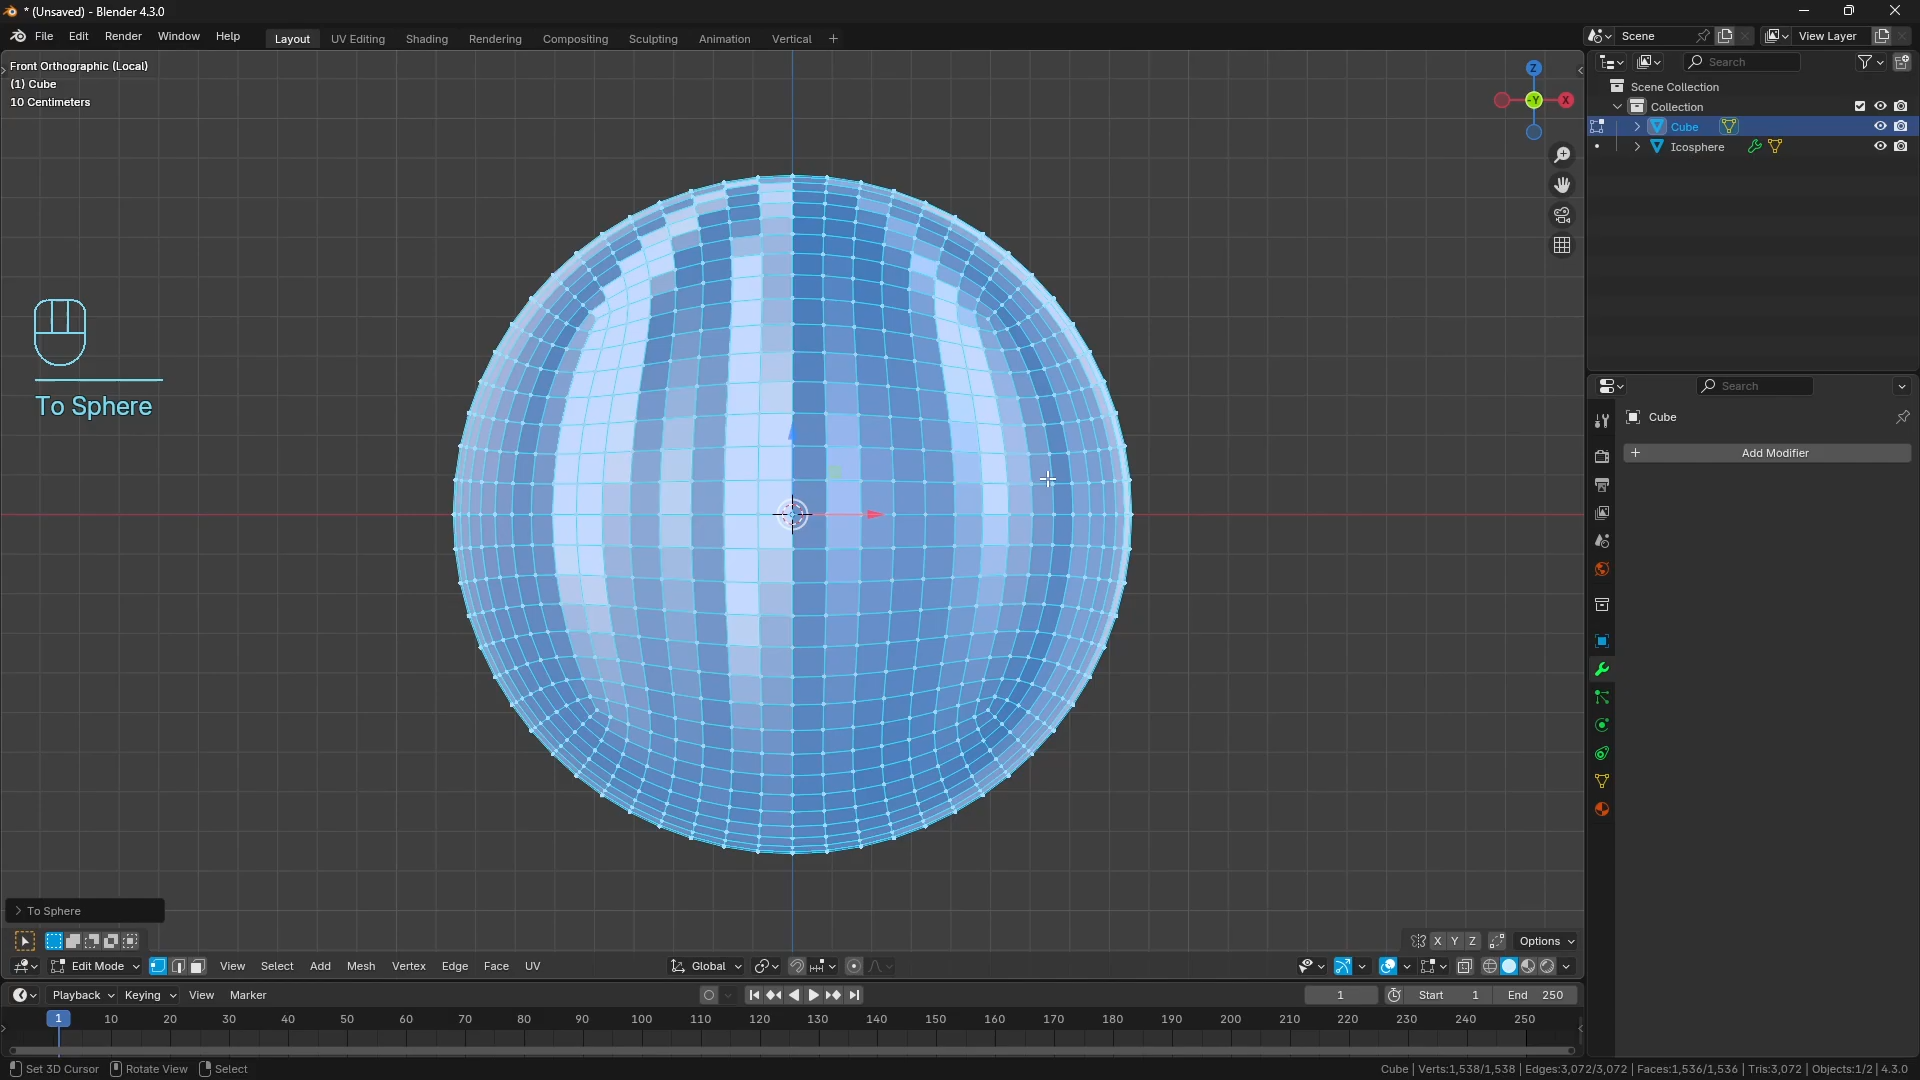 * (Unsaved) - Blender 4.3.0
File Edit Render Window Help
Layout UV Editing Shading Rendering Compositing Sculpting Animation Vertical +
Scene
View Layer
Front Orthographic (Local)
(1) Cube
10 Centimeters
Z
-Y
X
Search
Scene Collection
Collection
Cube
Icosphere
To Sphere
Search
Cube
+ Add Modifier
> To Sphere
X Y Z
Options
Edit Mode View Select Add Mesh Vertex Edge Face UV
Global
Playback Keying View Marker
1
Start 1
End 250
1 10 20 30 40 50 60 70 80 90 100 110 120 130 140 150 160 170 180 190 200 210 220 230 240 250
Set 3D Cursor Rotate View Select
Cube | Verts:1,538/1,538 | Edges:3,072/3,072 | Faces:1,536/1,536 | Tris:3,072 | Objects:1/2 | 4.3.0